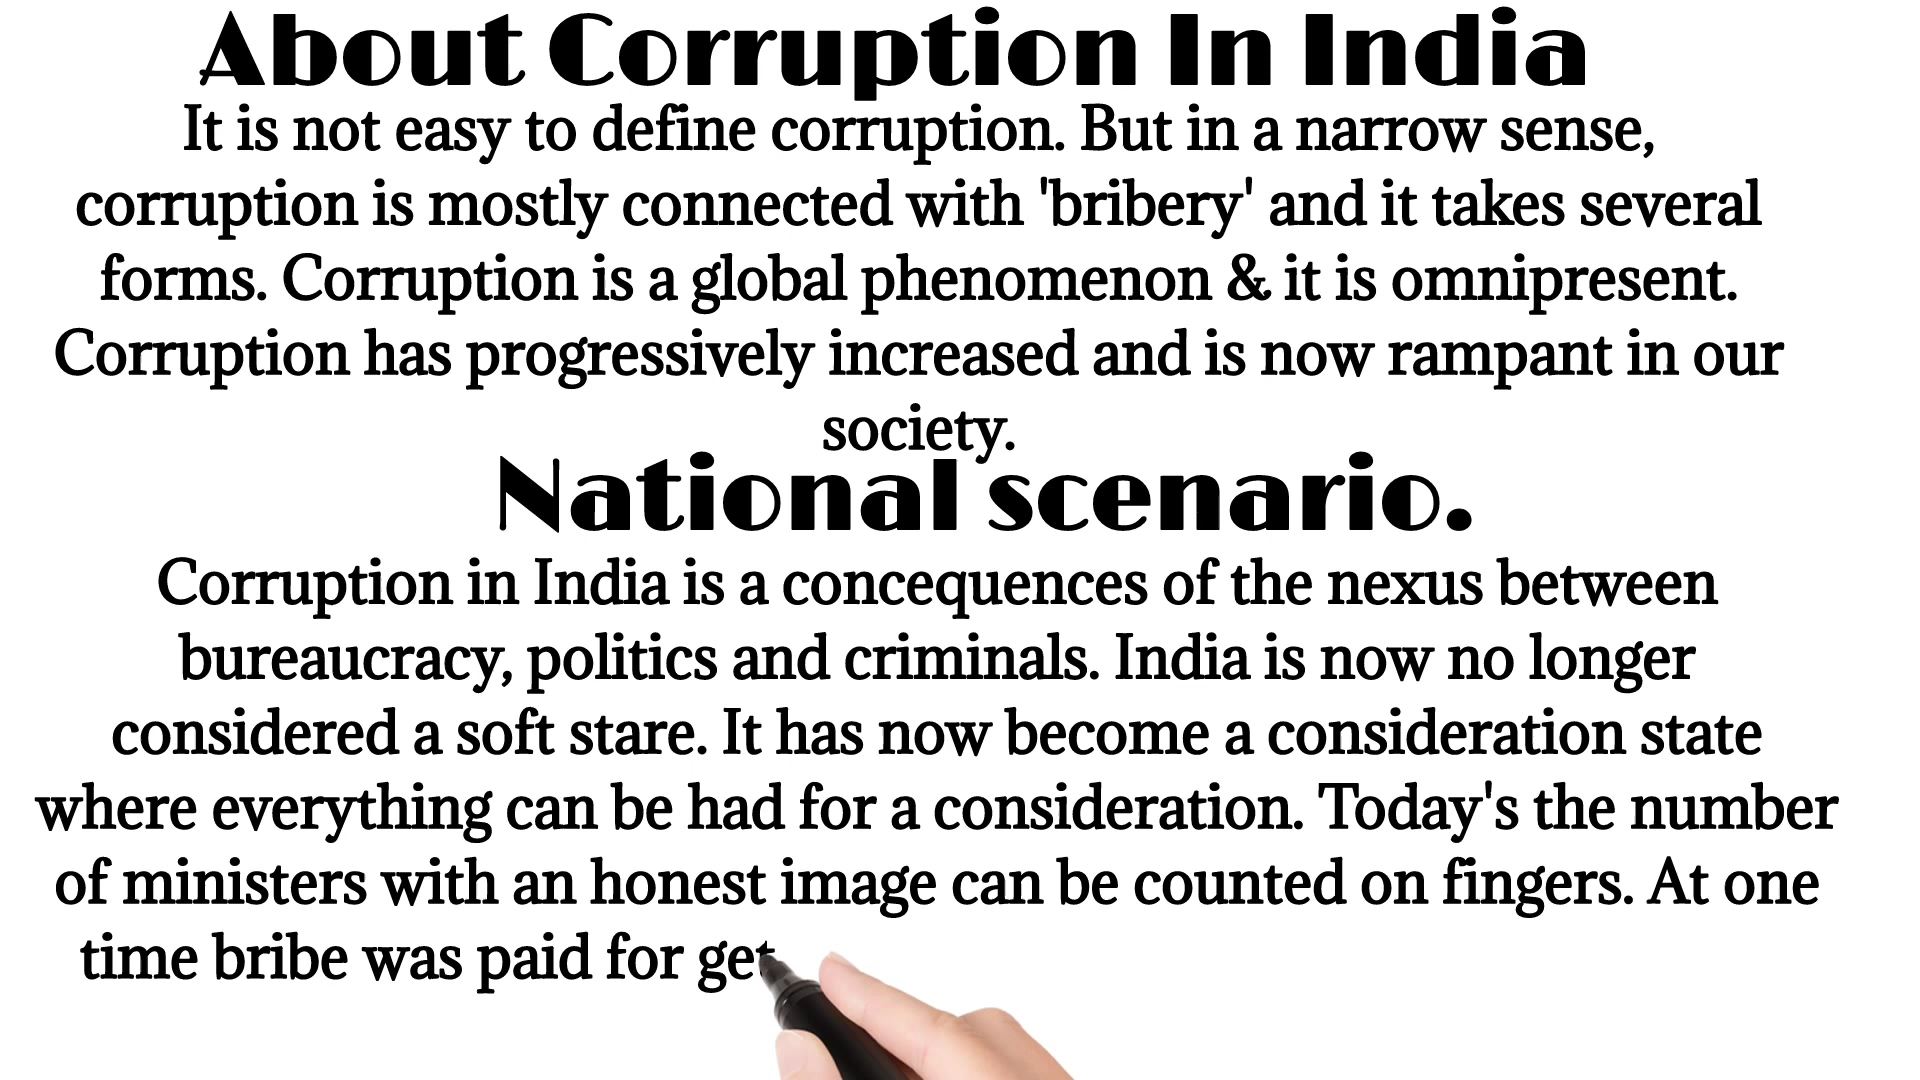 About Corruption In India
It is not easy to define corruption. But in a narrow sense,
corruption is mostly connected with 'bribery' and it takes several
forms. Corruption is a global phenomenon & it is omnipresent.
Corruption has progressively increased and is now rampant in our
society.
National scenario.
Corruption in India is a concequences of the nexus between
bureaucracy, politics and criminals. India is now no longer
considered a soft stare. It has now become a consideration state
where everything can be had for a consideration. Today's the number
of ministers with an honest image can be counted on fingers. At one
time bribe was paid for get